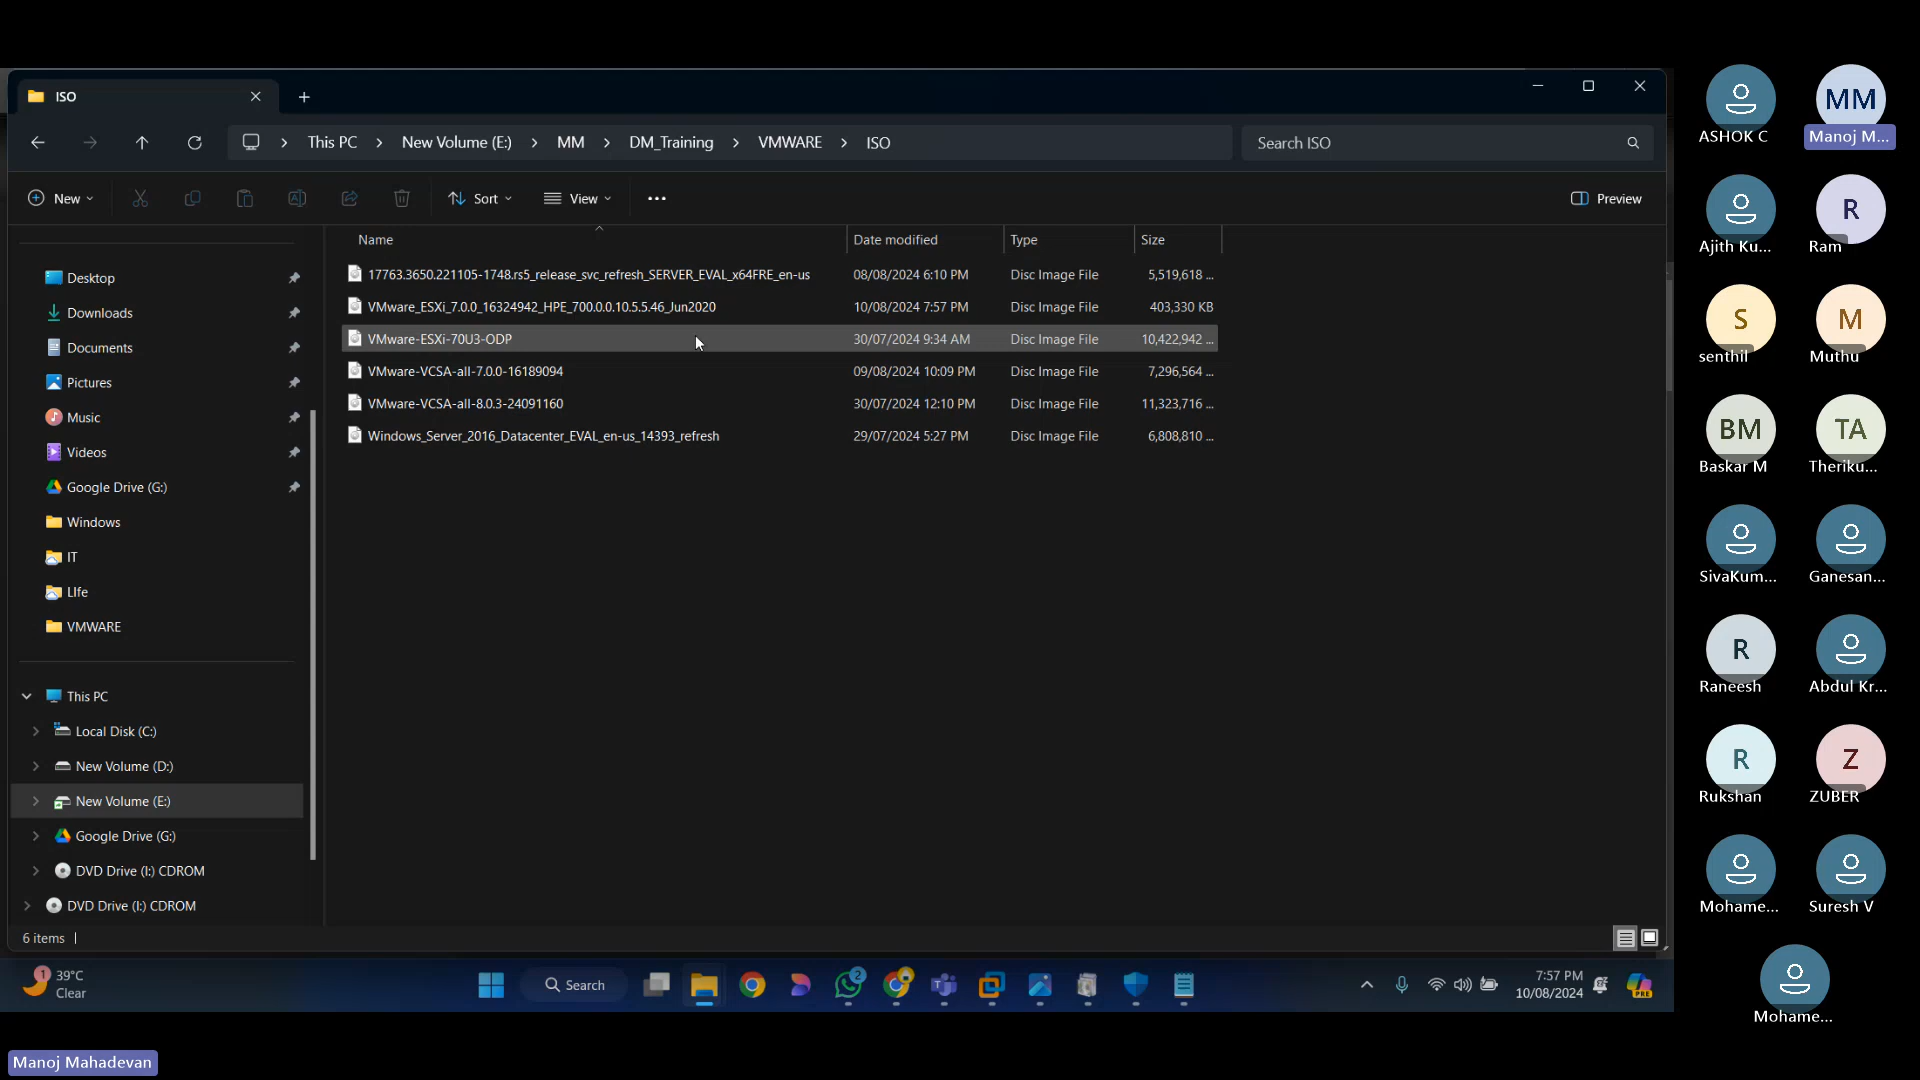 ISO
This PC > New Volume (E:) > MM > DM_Training > VMWARE > ISO
Search ISO
New
Sort
View
Preview
Name Date modified Type Size
17763.3650.221105-1748.rs5_release_svc_refresh_SERVER_EVAL_x64FRE_en-us 08/08/2024 6:10 PM Disc Image File 5,519,618 ...
VMware_ESXi_7.0.0_16324942_HPE_700.0.0.10.5.5.46_Jun2020 10/08/2024 7:57 PM Disc Image File 403,330 KB
VMware-ESXi-70U3-ODP 30/07/2024 9:34 AM Disc Image File 10,422,942 ...
VMware-VCSA-all-7.0.0-16189094 09/08/2024 10:09 PM Disc Image File 7,296,564 ...
VMware-VCSA-all-8.0.3-24091160 30/07/2024 12:10 PM Disc Image File 11,323,716 ...
Windows_Server_2016_Datacenter_EVAL_en-us_14393_refresh 29/07/2024 5:27 PM Disc Image File 6,808,810 ...
Desktop
Downloads
Documents
Pictures
Music
Videos
Google Drive (G:)
Windows
IT
LIfe
VMWARE
This PC
Local Disk (C:)
New Volume (D:)
New Volume (E:)
Google Drive (G:)
DVD Drive (I:) CDROM
DVD Drive (I:) CDROM
6 items
1
39°C
Clear
Search
2
PRE
7:57 PM
10/08/2024
Manoj Mahadevan
MM
ASHOK C Manoj M...
R
Ajith Ku... Ram
S M
senthil Muthu
BM TA
Baskar M Theriku...
SivaKum... Ganesan...
R
Raneesh Abdul Kr...
R Z
Rukshan ZUBER
Mohame... Suresh V
Mohame...